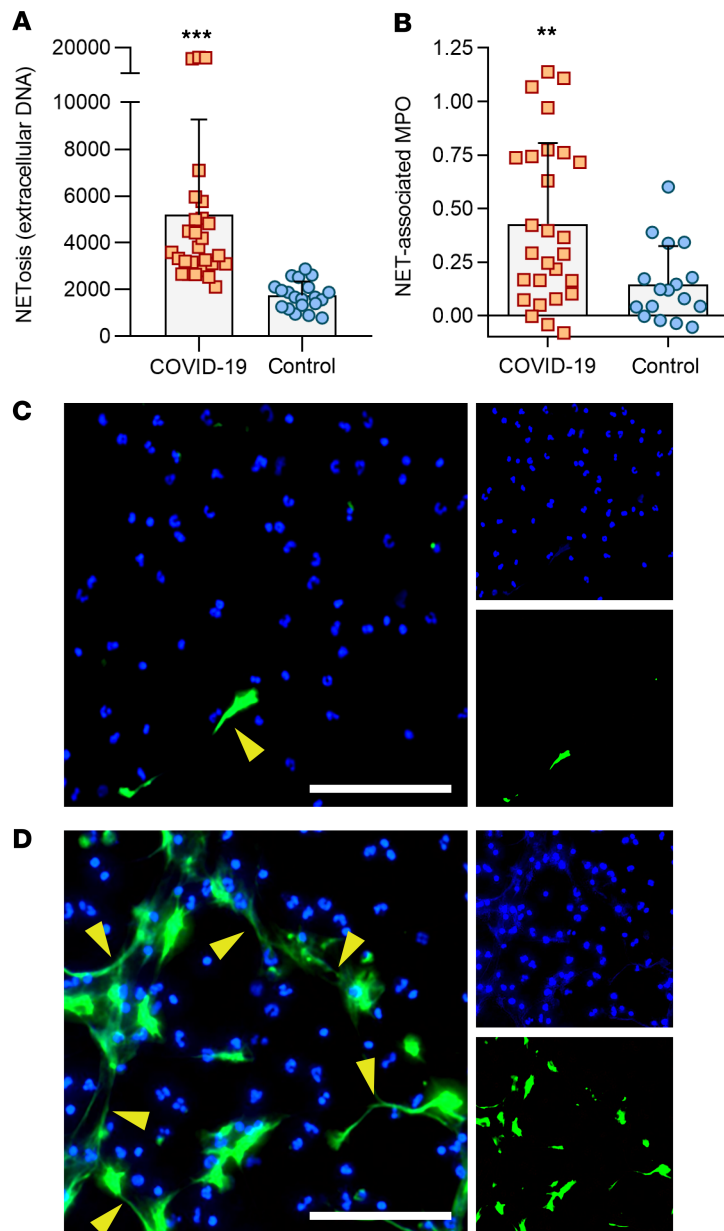 A
NETosis (extracellular DNA)
20000
10000
8000
6000
4000
2000
0
***
COVID-19 Control
B
NET-associated MPO
1.25
1.00
0.75
0.50
0.25
0.00
**
COVID-19 Control
C
D